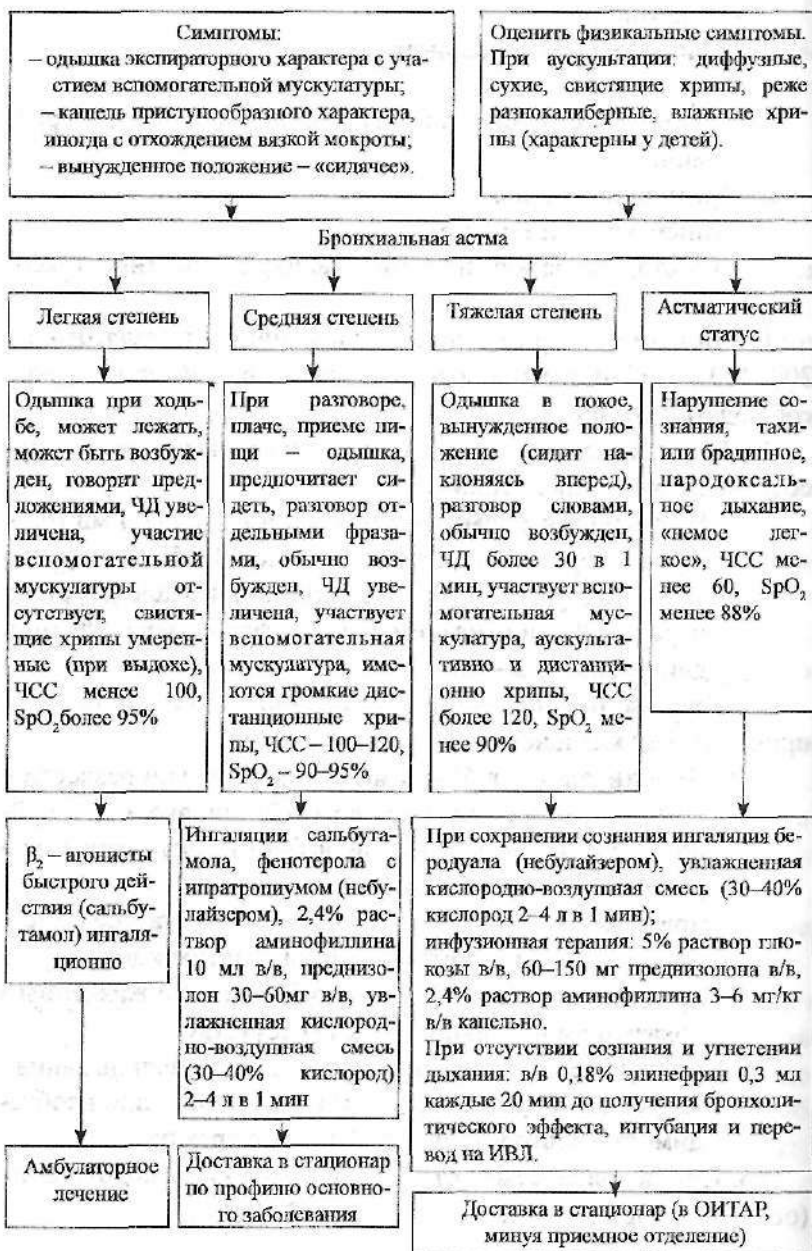 Симптомы:
– одышка экспираторного характера с уча-
стием вспомогательной мускулатуры;
– кашель приступообразного характера,
иногда с отхождением вязкой мокроты;
– вынужденное положение – «сидячее».
Оценить физикальные симптомы.
При аускультации: диффузные,
сухие, свистящие хрипы, реже
разнокалиберные, влажные хри-
пы (характерны у детей).
Бронхиальная астма
Легкая степень
Средняя степень
Тяжелая степень
Астматический
статус
Одышка при ходь-
бе, может лежать,
может быть возбуж-
ден, говорит пред-
ложениями, ЧД уве-
личена, участие
вспомогательной
мускулатуры от-
сутствует, свистя-
щие хрипы умерен-
ные (при выдохе),
ЧСС менее 100,
SpO₂более 95%
При разговоре,
плаче, приеме пи-
щи – одышка,
предпочитает си-
деть, разговор от-
дельными фраза-
ми, обычно воз-
бужден, ЧД уве-
личена, участвует
вспомогательная
мускулатура, име-
ются громкие дис-
танционные хри-
пы, ЧСС – 100–120,
SpO₂ – 90–95%
Одышка в покое,
вынужденное поло-
жение (сидит на-
клоняясь вперед),
разговор словами,
обычно возбужден,
ЧД более 30 в 1
мин, участвует вспо-
могательная мус-
кулатура, аускульта-
тивно и дистанци-
онно хрипы, ЧСС
более 120, SpO₂ ме-
нее 90%
Нарушение со-
знания, тахи-
или брадипное,
пародоксаль-
ное дыхание,
«немое лег-
кое», ЧСС ме-
нее 60, SpO₂
менее 88%
β₂ – агонисты
быстрого дей-
ствия (сальбу-
тамол) ингаля-
ционно
Ингаляции сальбута-
мола, фенотерола с
ипратропиумом (небу-
лайзером), 2,4% рас-
твор аминофиллина
10 мл в/в, преднизо-
лон 30–60мг в/в, ув-
лажненная кислород-
но-воздушная смесь
(30–40% кислород)
2–4 л в 1 мин
При сохранении сознания ингаляция бе-
родуала (небулайзером), увлажненная
кислородно-воздушная смесь (30–40%
кислород 2–4 л в 1 мин);
инфузионная терапия: 5% раствор глю-
козы в/в, 60–150 мг преднизолона в/в,
2,4% раствор аминофиллина 3–6 мг/кг
в/в капельно.
При отсутствии сознания и угнетении
дыхания: в/в 0,18% эпинефрин 0,3 мл
каждые 20 мин до получения бронхоли-
тического эффекта, интубация и пере-
вод на ИВЛ.
Амбулаторное
лечение
Доставка в стационар
по профилю основно-
го заболевания
Доставка в стационар (в ОИТАР,
минуя приемное отделение)